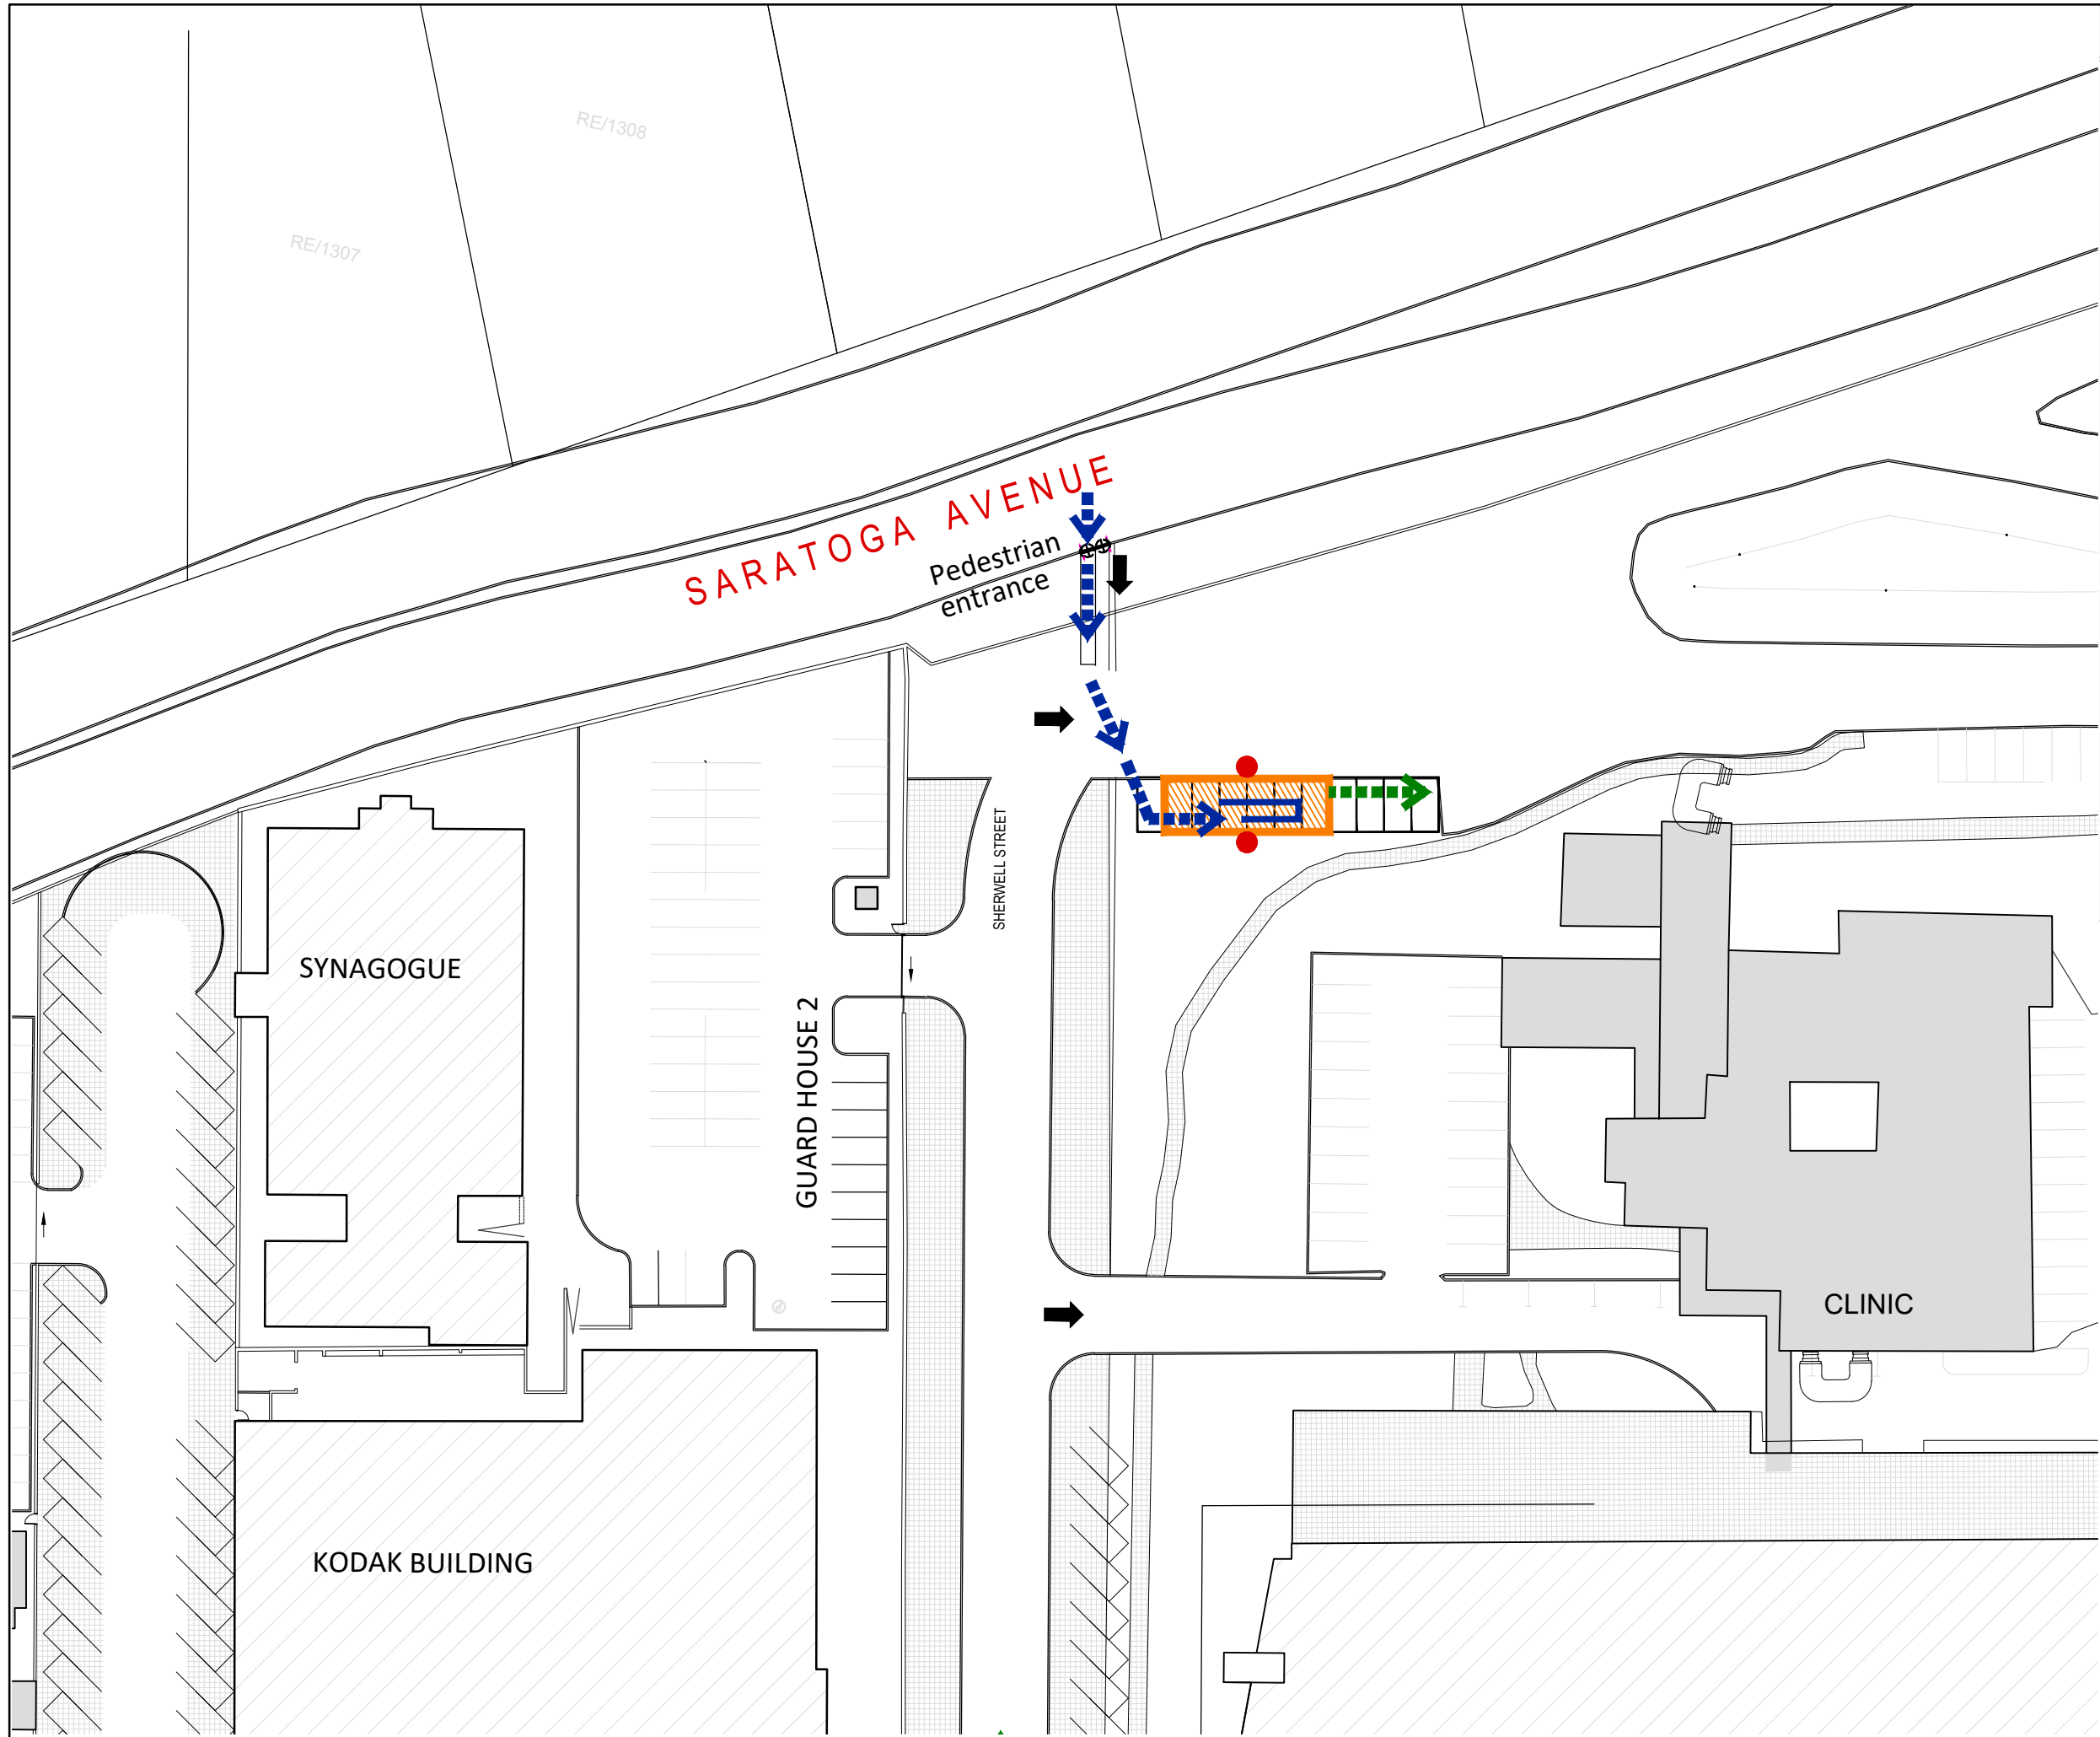 RE/1308
RE/1307
SARATOGA AVENUE
Pedestrian
entrance
SHERWELL STREET
SYNAGOGUE
GUARD HOUSE 2
CLINIC
KODAK BUILDING